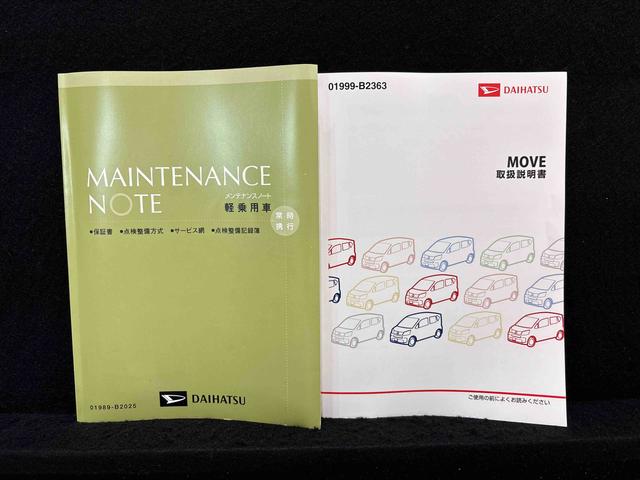 MAINTENANCE
NOTE
メンテナンスノート
軽乗用車
常時
携行
●保証書 ●点検整備方式 ●サービス網 ●点検整備記録簿
01989-B2025
DAIHATSU
01999-B2363
DAIHATSU
MOVE
取扱説明書
ご使用の前によくお読みください